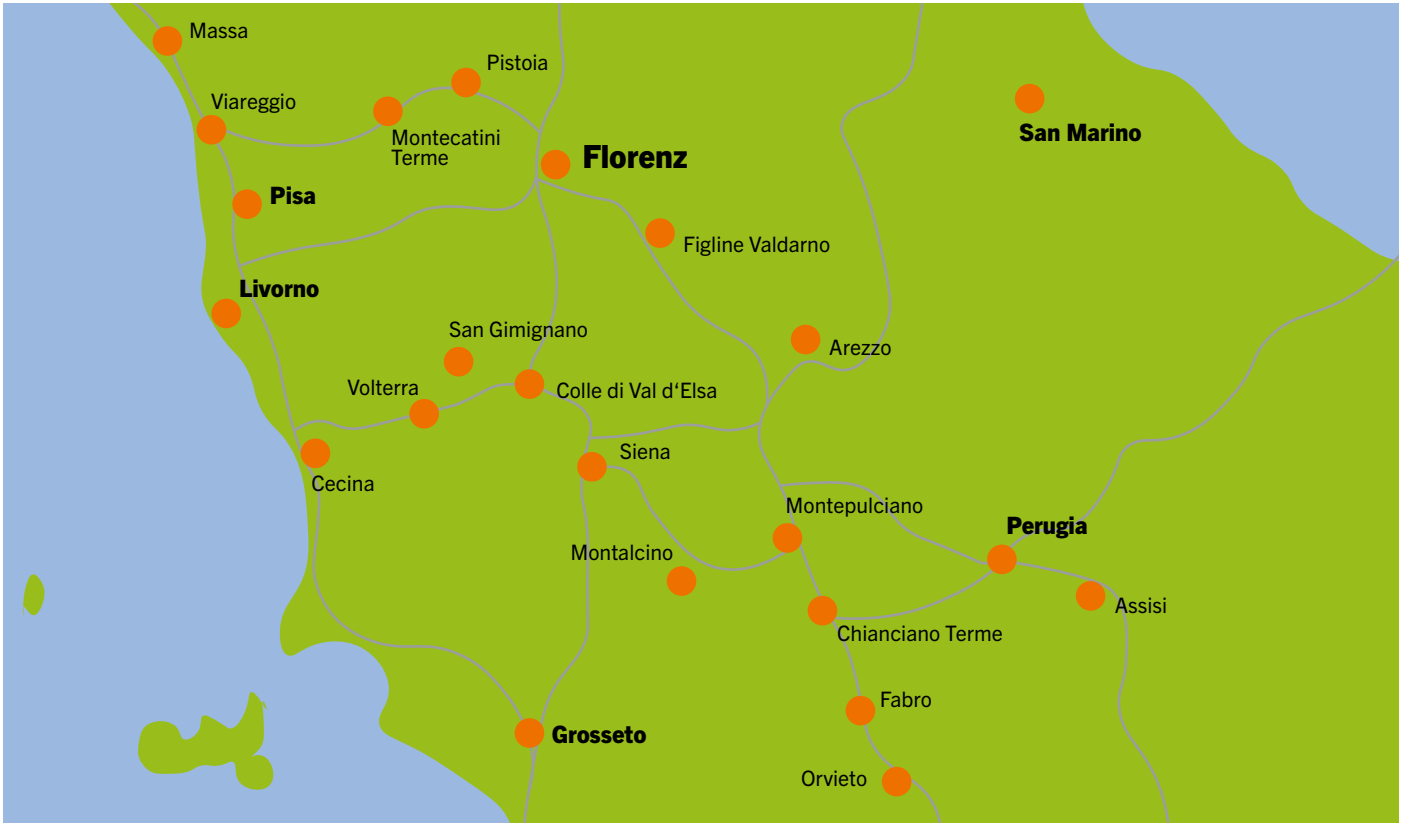 Massa
Pistoia
Viareggio
Montecatini
Terme
San Marino
Florenz
Pisa
Figline Valdarno
Livorno
San Gimignano
Arezzo
Volterra
Colle di Val d‘Elsa
Siena
Cecina
Montepulciano
Perugia
Montalcino
Assisi
Chianciano Terme
Fabro
Grosseto
Orvieto